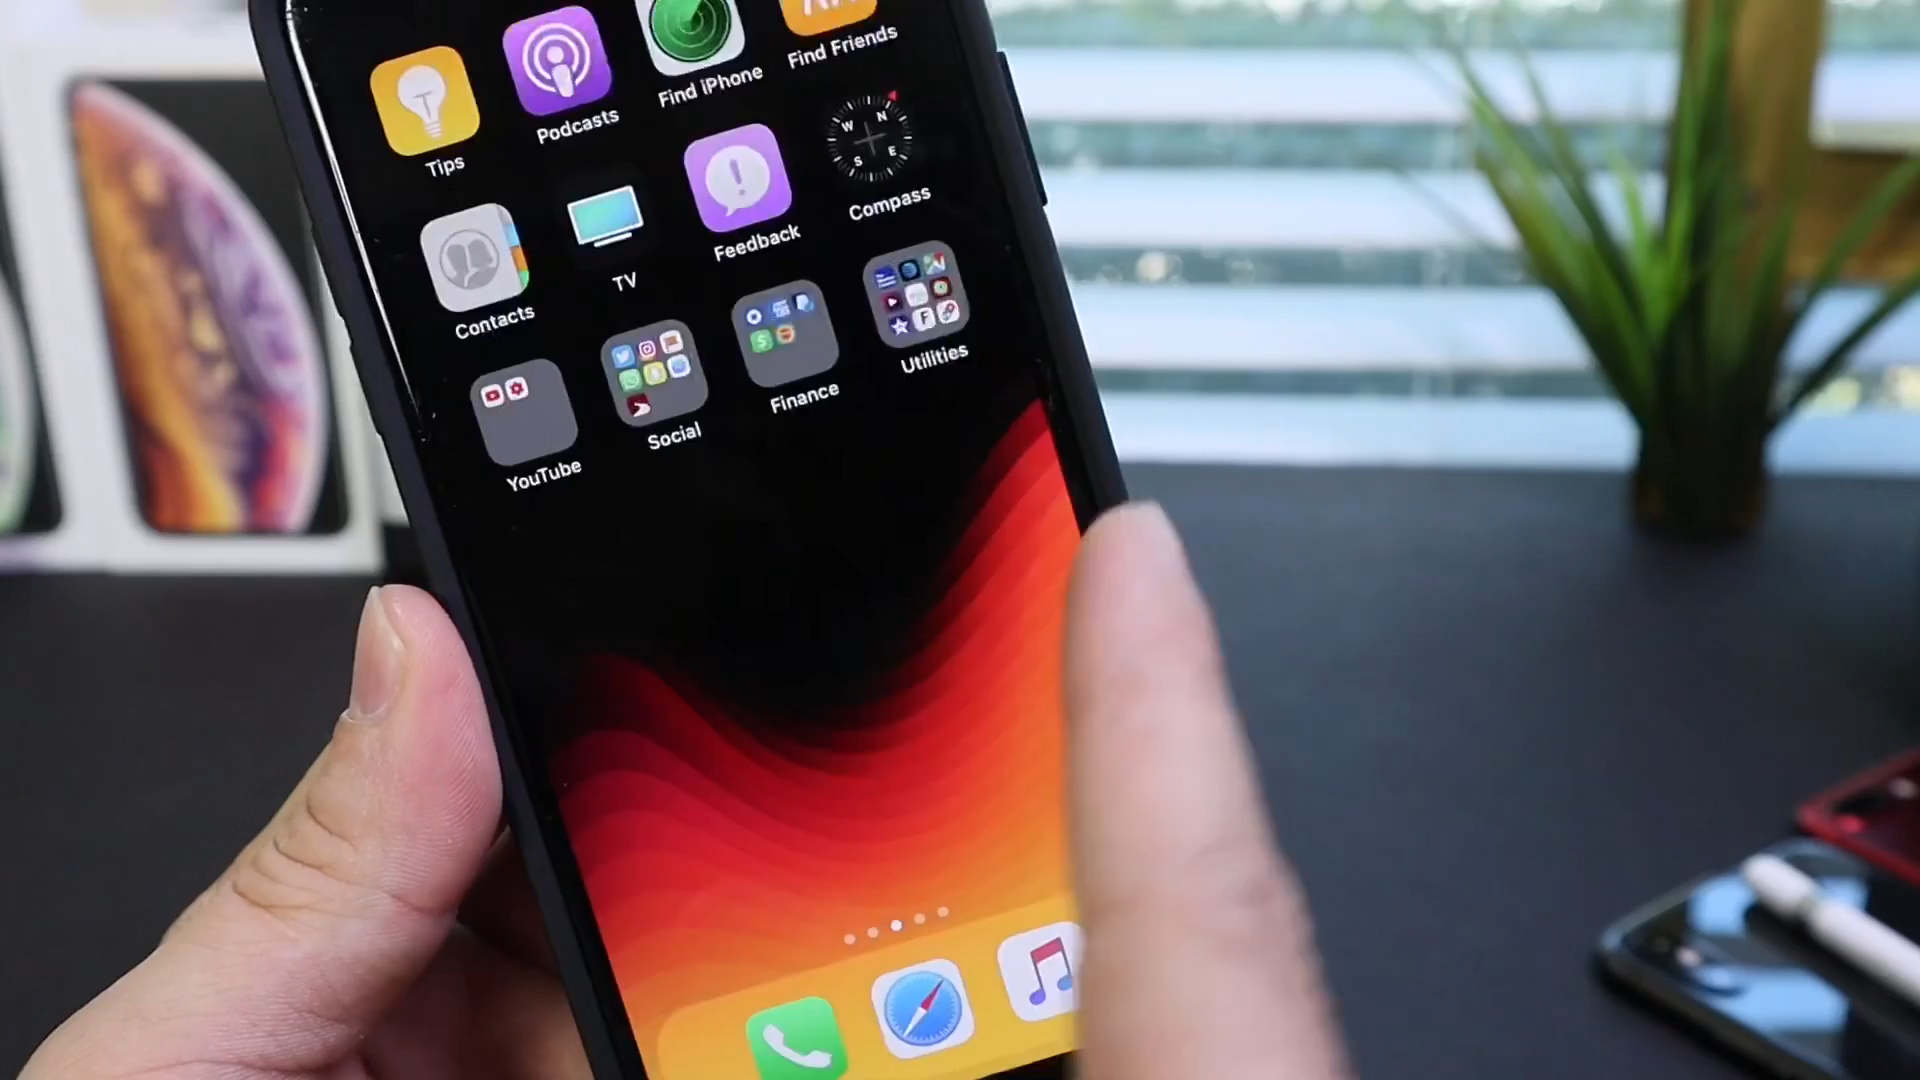 Tips
Podcasts
Find iPhone
Find Friends
Contacts
TV
Feedback
Compass
W N
S E
YouTube
Social
Finance
Utilities